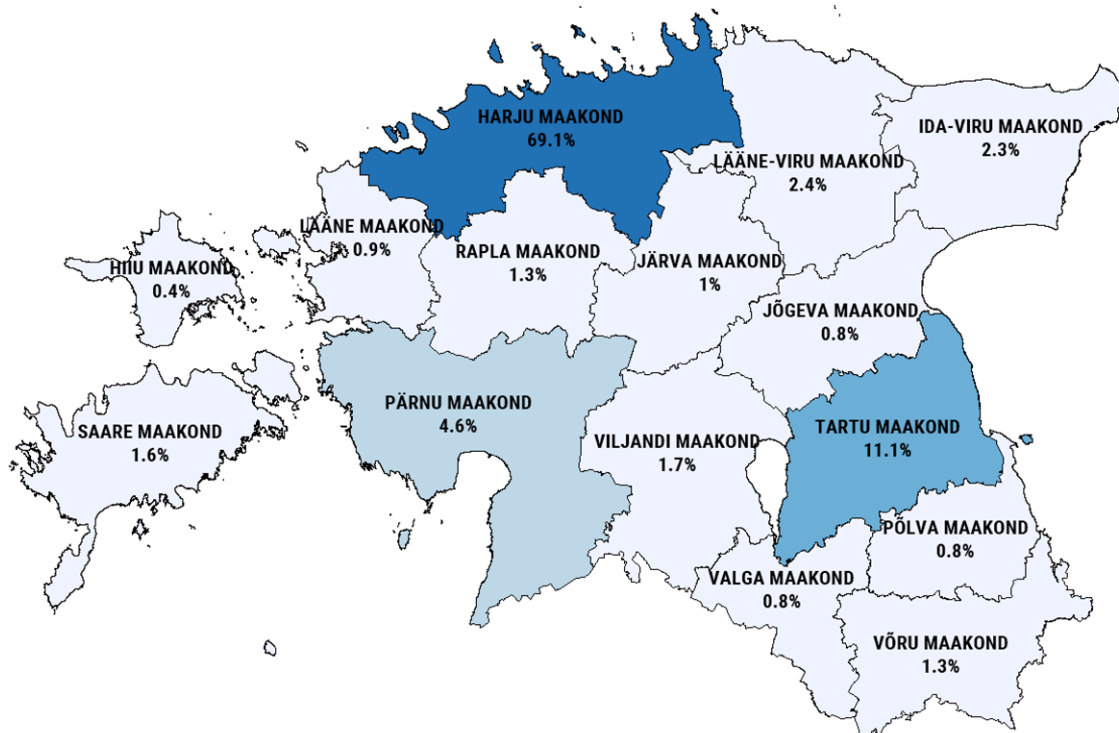 HARJU MAAKOND
69.1%
IDA-VIRU MAAKOND
2.3%
LÄÄNE-VIRU MAAKOND
2.4%
LÄÄNE MAAKOND
0.9%
RAPLA MAAKOND
1.3%
JÄRVA MAAKOND
1%
HIIU MAAKOND
0.4%
JÕGEVA MAAKOND
0.8%
PÄRNU MAAKOND
4.6%
TARTU MAAKOND
11.1%
SAARE MAAKOND
1.6%
VILJANDI MAAKOND
1.7%
PÕLVA MAAKOND
0.8%
VALGA MAAKOND
0.8%
VÕRU MAAKOND
1.3%